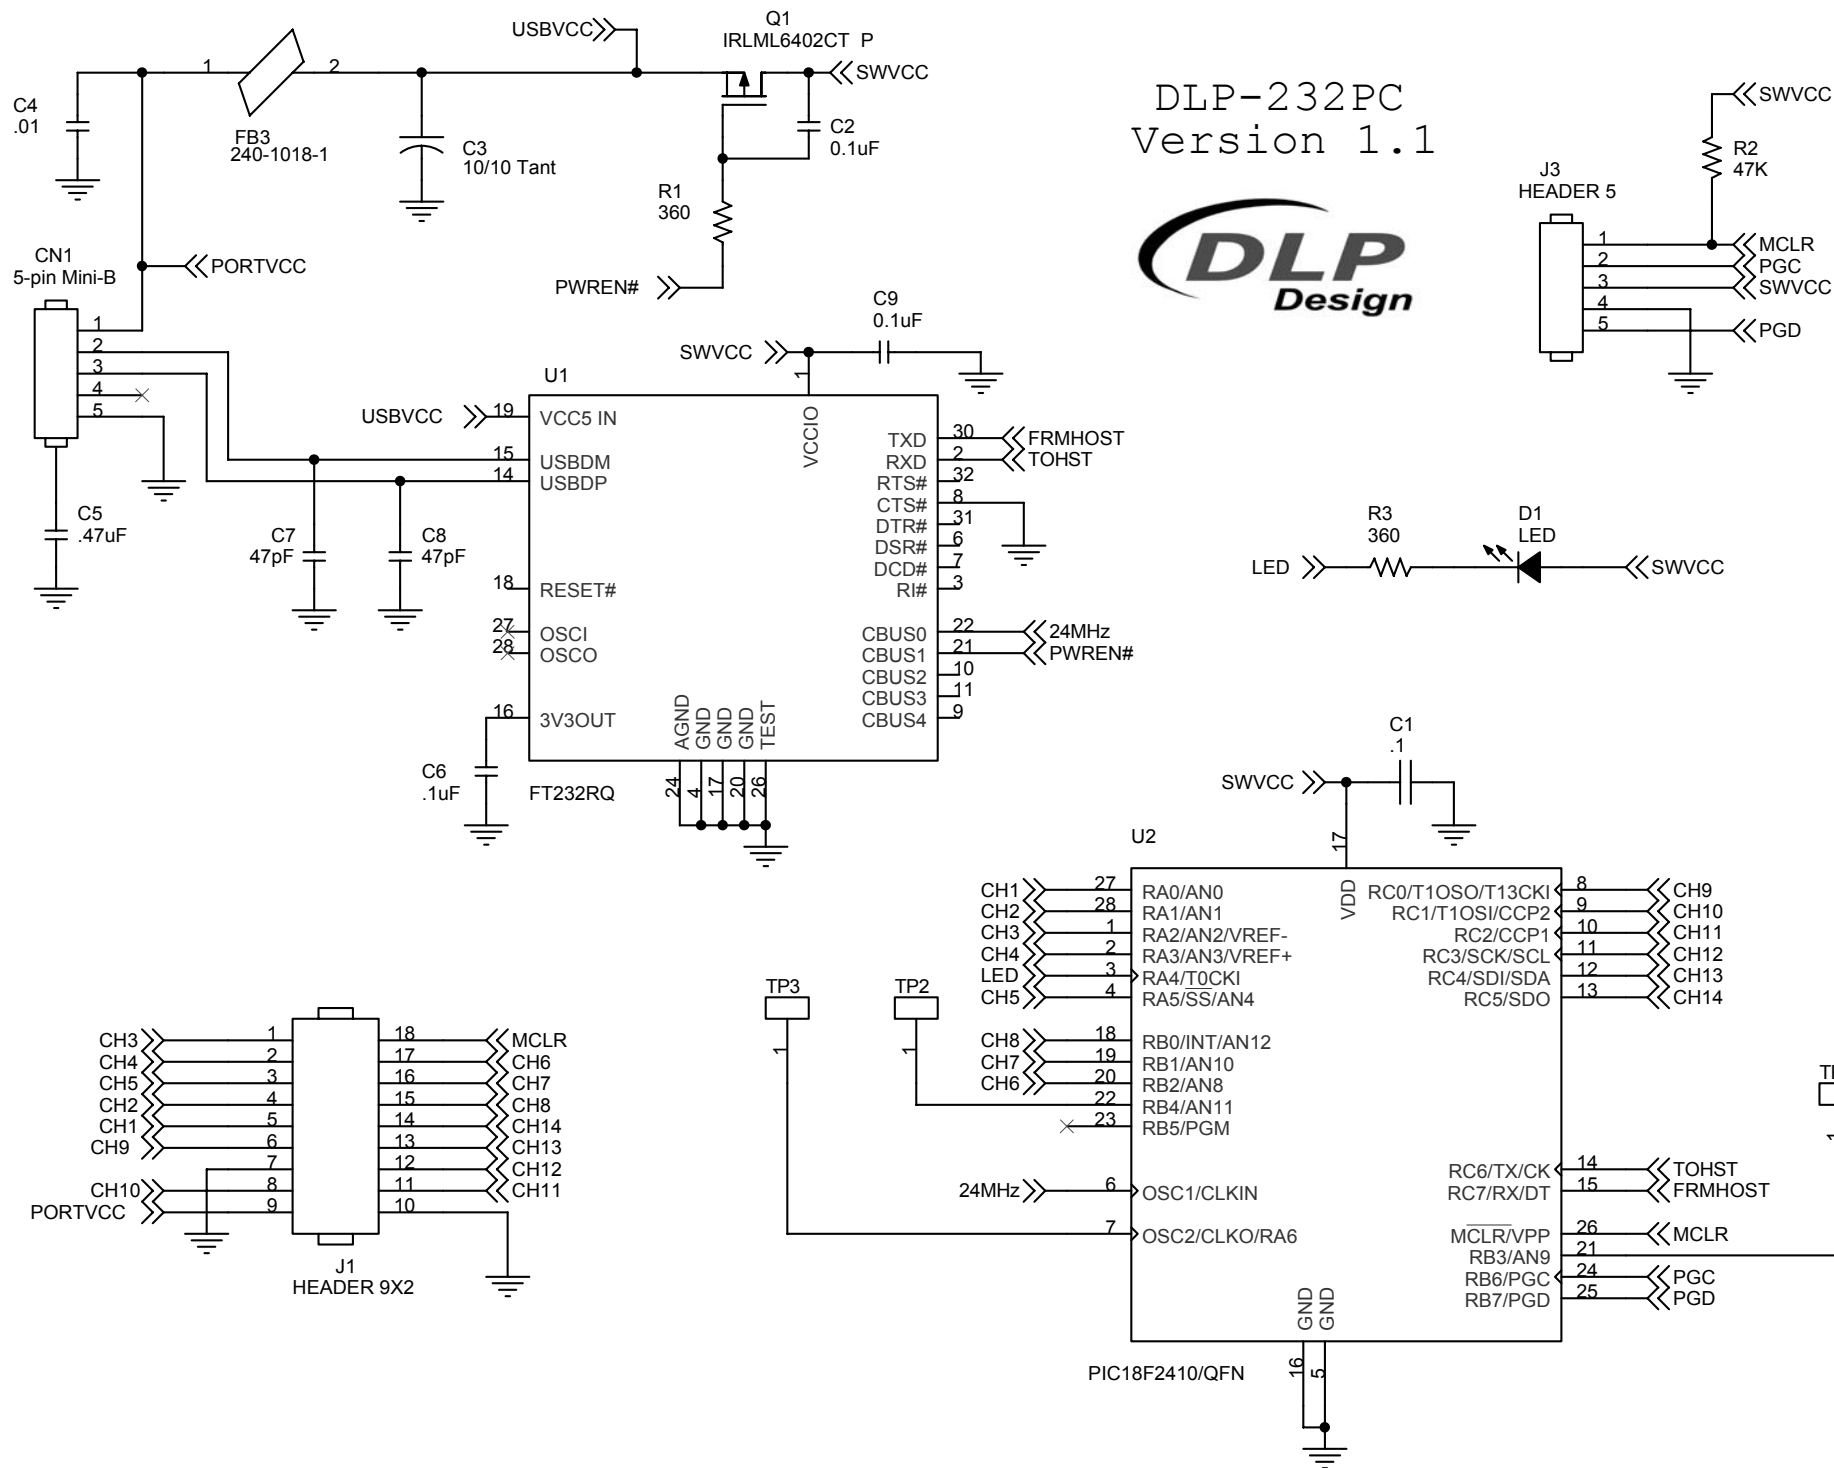 DLP-232PC
Version 1.1
DLP
Design
USBVCC
Q1
IRLML6402CT P
SWVCC
1
2
C4
.01
FB3
240-1018-1
C3
10/10 Tant
C2
0.1uF
R1
360
PWREN#
CN1
5-pin Mini-B
PORTVCC
1
2
3
4
5
C5
.47uF
C7
47pF
C8
47pF
SWVCC
C9
0.1uF
1
U1
USBVCC
19 VCC5 IN
15 USBDM
14 USBDP
18 RESET#
27 OSCI
28 OSCO
16 3V3OUT
VCCIO
TXD 30 FRMHOST
RXD 2 TOHST
RTS# 32
CTS# 8
DTR# 31
DSR# 6
DCD# 7
RI# 3
CBUS0 22 24MHz
CBUS1 21 PWREN#
CBUS2 10
CBUS3 11
CBUS4 9
AGND GND GND GND TEST
24 4 17 20 26
C6
.1uF
FT232RQ
SWVCC
R2
47K
J3
HEADER 5
1 MCLR
2 PGC
3 SWVCC
4
5 PGD
LED
R3
360
D1
LED
SWVCC
C1
.1
SWVCC
17
U2
CH1 27 RA0/AN0
CH2 28 RA1/AN1
CH3 1 RA2/AN2/VREF-
CH4 2 RA3/AN3/VREF+
LED 3 RA4/T0CKI
CH5 4 RA5/SS/AN4
CH8 18 RB0/INT/AN12
CH7 19 RB1/AN10
CH6 20 RB2/AN8
22 RB4/AN11
23 RB5/PGM
24MHz 6 OSC1/CLKIN
7 OSC2/CLKO/RA6
VDD
RC0/T1OSO/T13CKI 8 CH9
RC1/T1OSI/CCP2 9 CH10
RC2/CCP1 10 CH11
RC3/SCK/SCL 11 CH12
RC4/SDI/SDA 12 CH13
RC5/SDO 13 CH14
RC6/TX/CK 14 TOHST
RC7/RX/DT 15 FRMHOST
MCLR/VPP 26 MCLR
RB3/AN9 21
RB6/PGC 24 PGC
RB7/PGD 25 PGD
GND GND
16 5
PIC18F2410/QFN
TP3
1
TP2
1
1
CH3 1
CH4 2
CH5 3
CH2 4
CH1 5
CH9 6
7
CH10 8
PORTVCC 9
18 MCLR
17 CH6
16 CH7
15 CH8
14 CH14
13 CH13
12 CH12
11 CH11
10
J1
HEADER 9X2